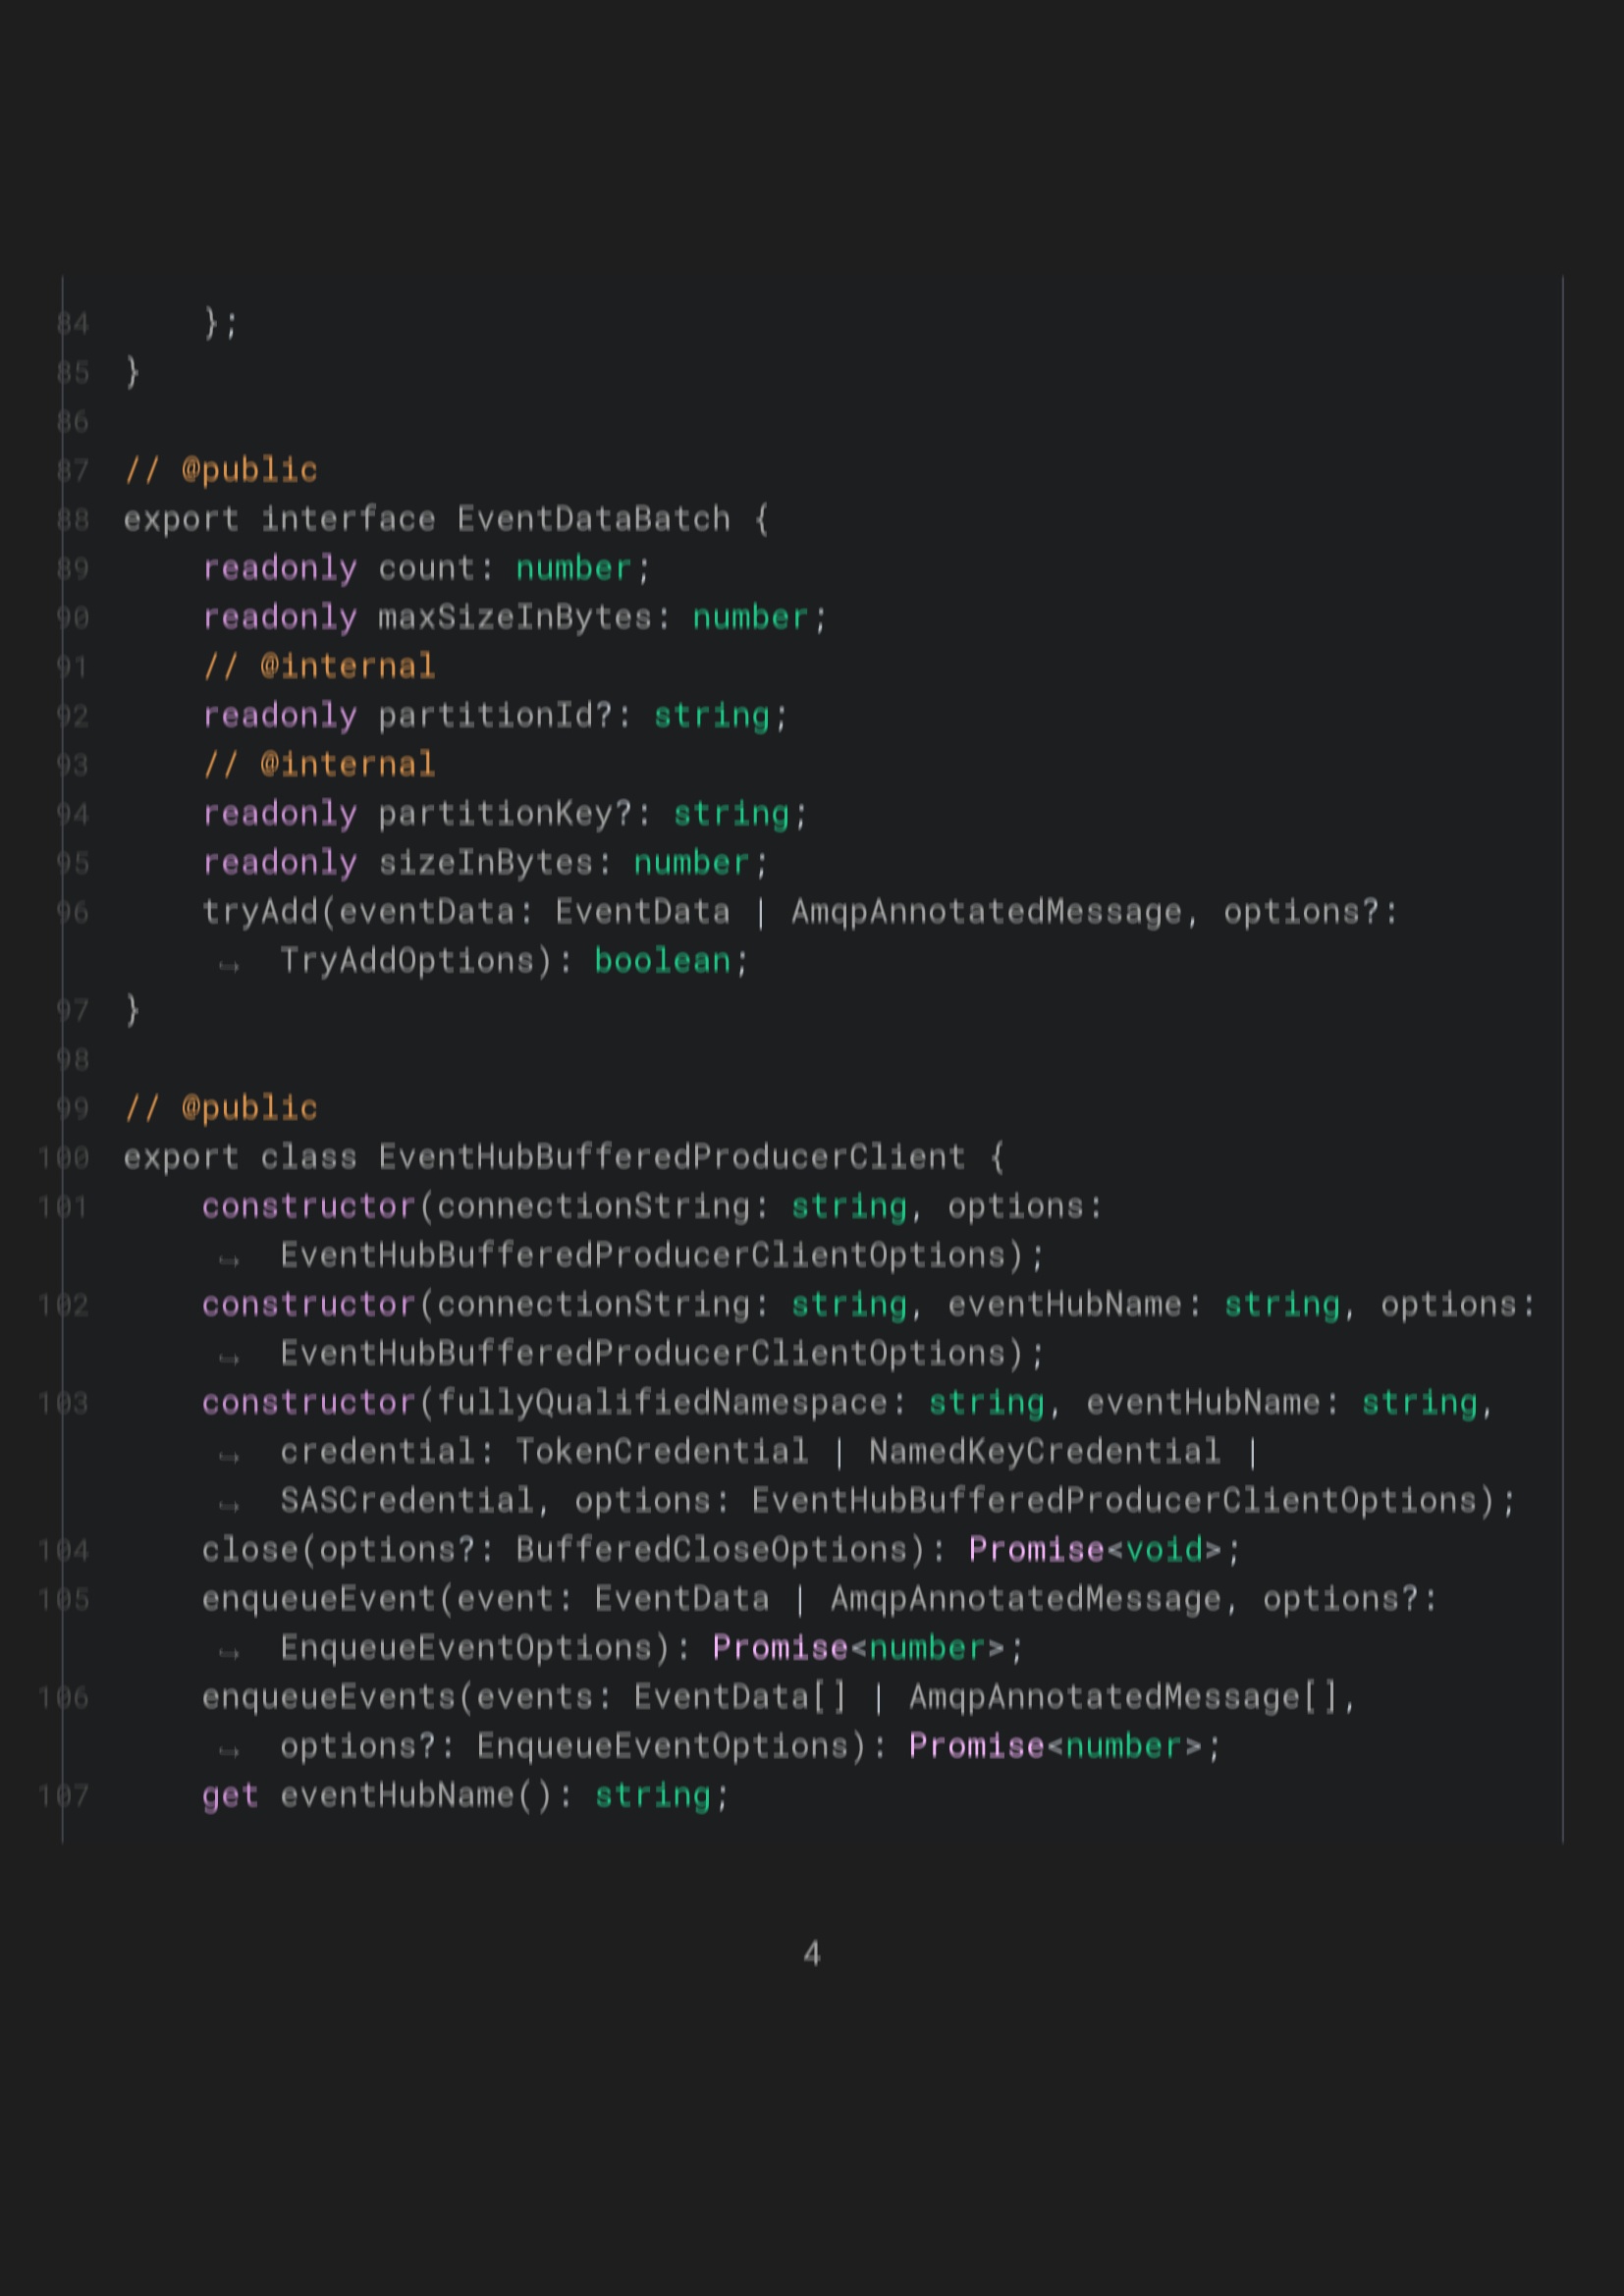 84 };
85 }
86
87 // @public
88 export interface EventDataBatch {
89 readonly count: number;
90 readonly maxSizeInBytes: number;
91 // @internal
92 readonly partitionId?: string;
93 // @internal
94 readonly partitionKey?: string;
95 readonly sizeInBytes: number;
96 tryAdd(eventData: EventData | AmqpAnnotatedMessage, options?:
↪ TryAddOptions): boolean;
97 }
98
99 // @public
100 export class EventHubBufferedProducerClient {
101 constructor(connectionString: string, options:
↪ EventHubBufferedProducerClientOptions);
102 constructor(connectionString: string, eventHubName: string, options:
↪ EventHubBufferedProducerClientOptions);
103 constructor(fullyQualifiedNamespace: string, eventHubName: string,
↪ credential: TokenCredential | NamedKeyCredential |
↪ SASCredential, options: EventHubBufferedProducerClientOptions);
104 close(options?: BufferedCloseOptions): Promise<void>;
105 enqueueEvent(event: EventData | AmqpAnnotatedMessage, options?:
↪ EnqueueEventOptions): Promise<number>;
106 enqueueEvents(events: EventData[] | AmqpAnnotatedMessage[],
↪ options?: EnqueueEventOptions): Promise<number>;
107 get eventHubName(): string;
4